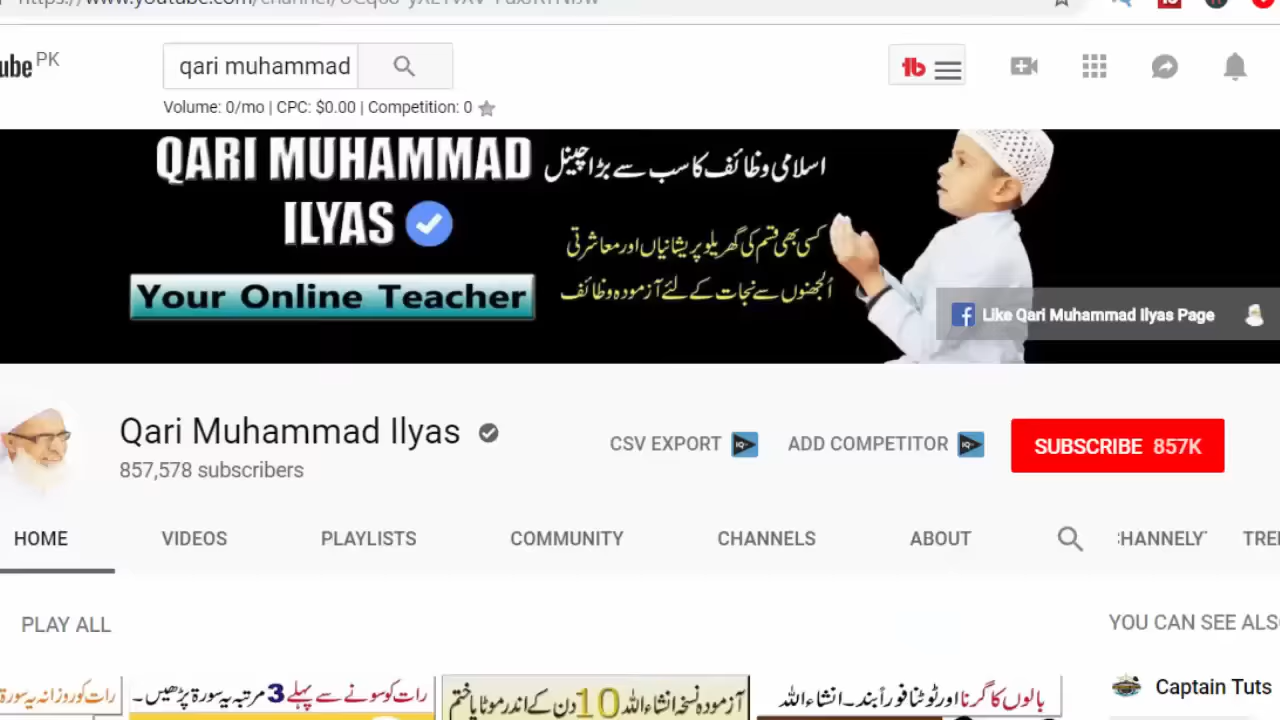 ube PK
qari muhammad
Volume: 0/mo | CPC: $0.00 | Competition: 0
QARI MUHAMMAD
ILYAS
Your Online Teacher
اسلامی وظائف کا سب سے بڑا چینل
کسی بھی قسم کی گھریلو پریشانیاں اور معاشرتی
اُلجھنوں سے نجات کے لئے آزمودہ وظائف
Like Qari Muhammad Ilyas Page
Qari Muhammad Ilyas
857,578 subscribers
CSV EXPORT
ADD COMPETITOR
SUBSCRIBE 857K
HOME VIDEOS PLAYLISTS COMMUNITY CHANNELS ABOUT HANNELY TREI
PLAY ALL
YOU CAN SEE ALS
Captain Tuts
رات کو روزانہ یہ سورۃ
رات کو سونے سے پہلے 3 مرتبہ یہ سورۃ پڑھیں۔
آزمودہ نسخہ انشاءاللہ 10 دن کے اندر موٹاپا ختم
بالوں کا گرنا اور ٹوٹنا فوراً بند۔ انشاءاللہ